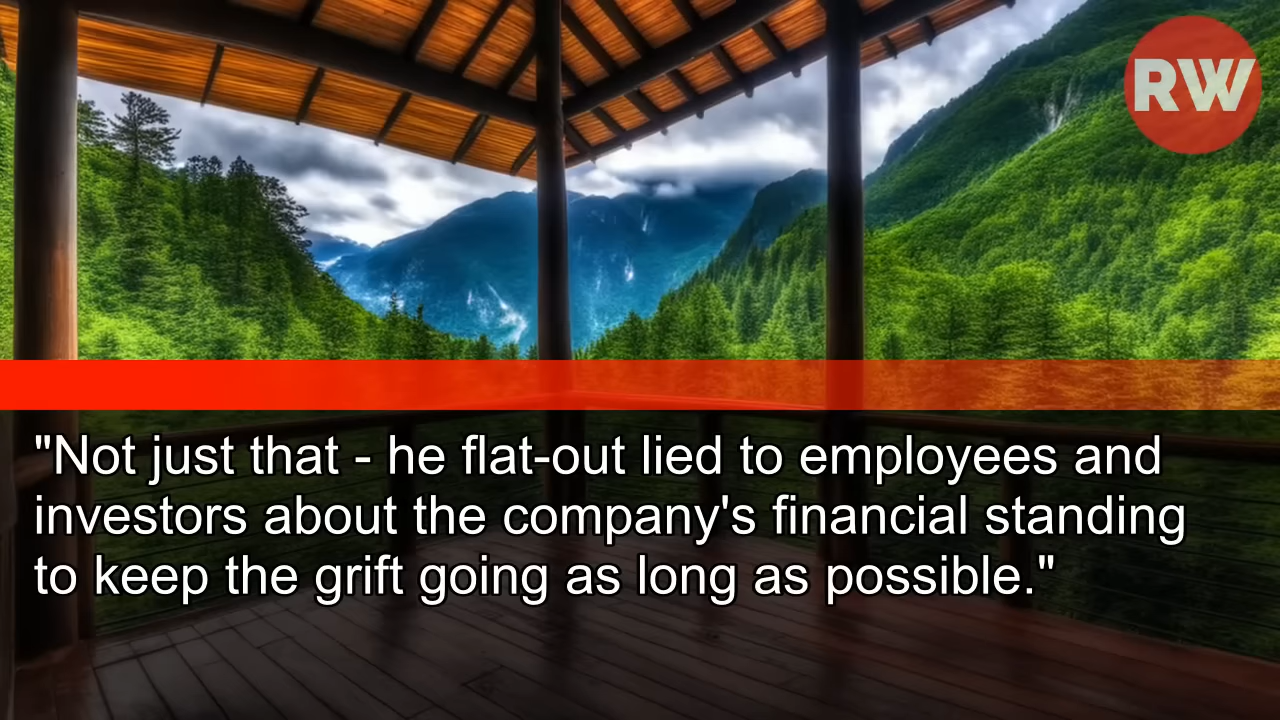 RW
"Not just that - he flat-out lied to employees and
investors about the company's financial standing
to keep the grift going as long as possible."